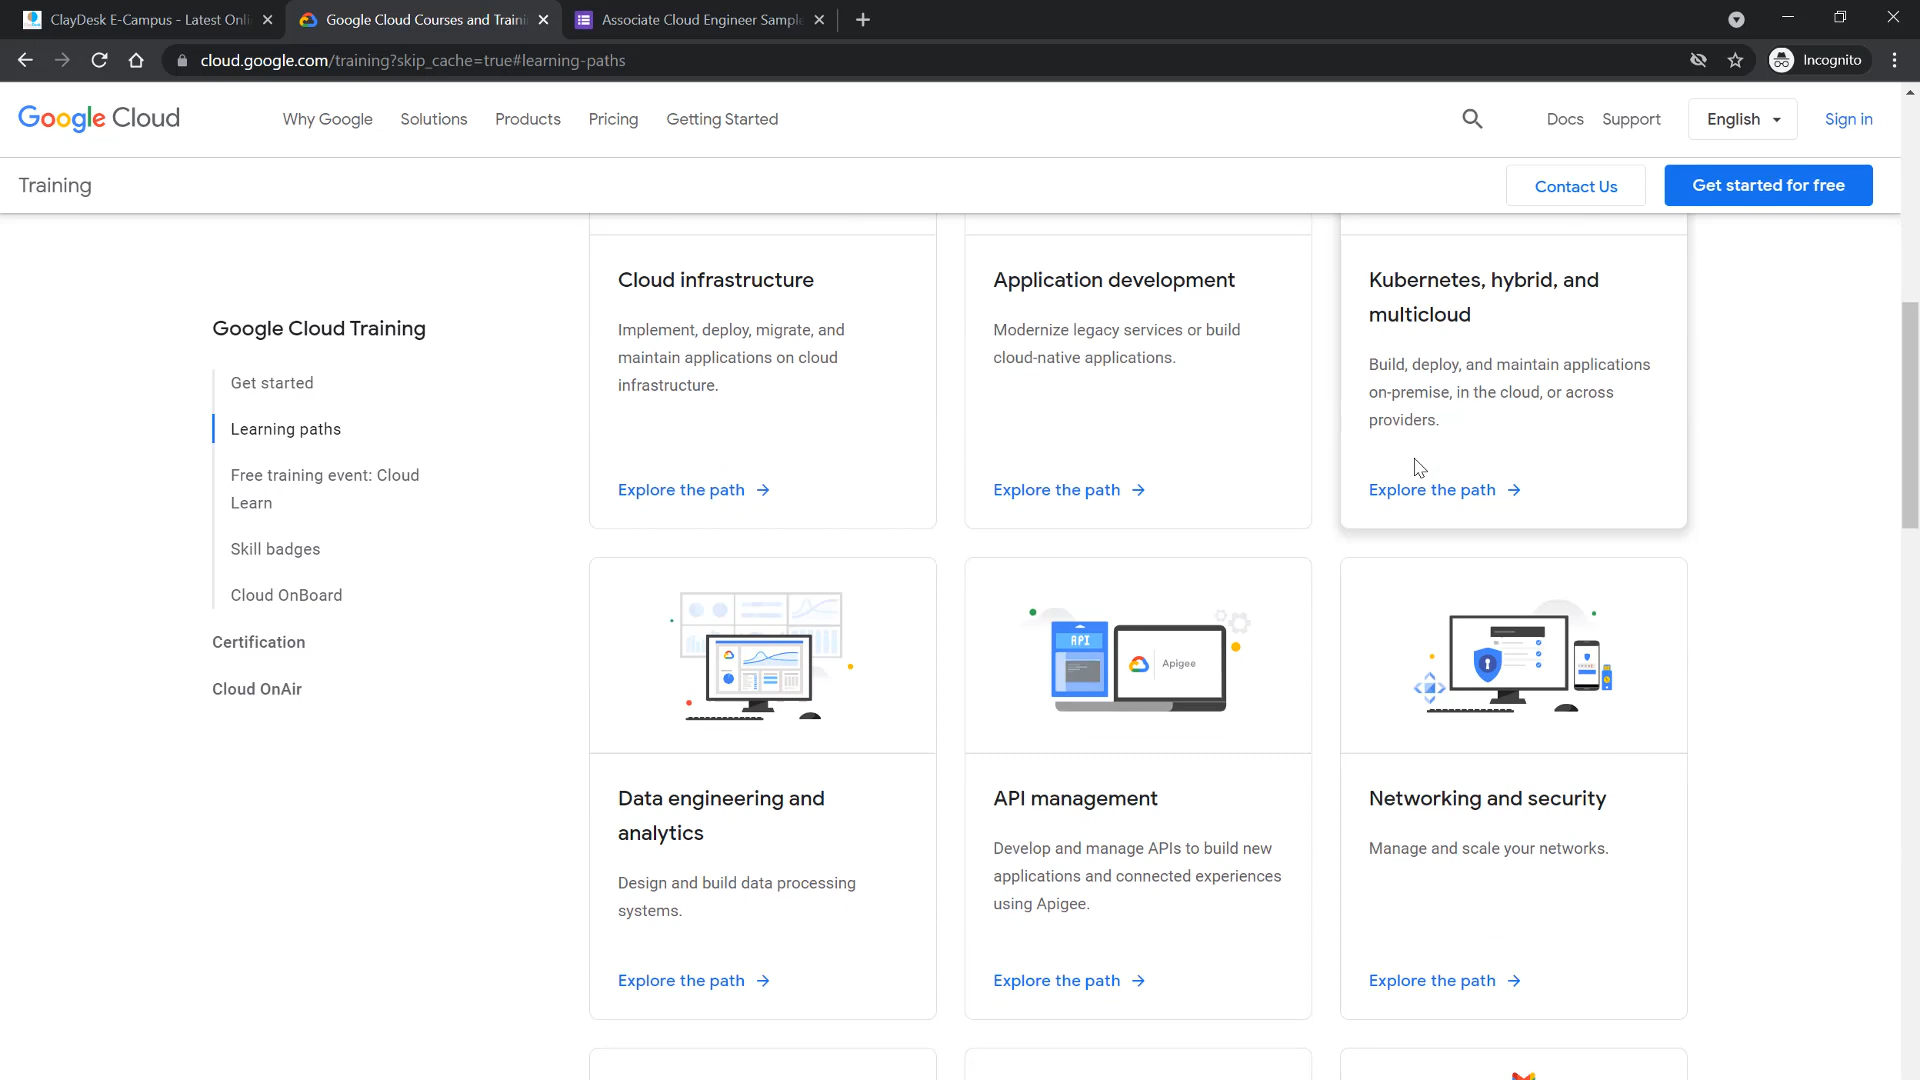 ClayDesk E-Campus - Latest Onli
Google Cloud Courses and Traini
Associate Cloud Engineer Sampl
cloud.google.com/training?skip_cache=true#learning-paths
Incognito
Google Cloud
Why Google
Solutions
Products
Pricing
Getting Started
Docs
Support
English
Sign in
Training
Contact Us
Get started for free
Google Cloud Training
Get started
Learning paths
Free training event: Cloud
Learn
Skill badges
Cloud OnBoard
Certification
Cloud OnAir
Cloud infrastructure
Implement, deploy, migrate, and
maintain applications on cloud
infrastructure.
Explore the path
Application development
Modernize legacy services or build
cloud-native applications.
Explore the path
Kubernetes, hybrid, and
multicloud
Build, deploy, and maintain applications
on-premise, in the cloud, or across
providers.
Explore the path
Data engineering and
analytics
Design and build data processing
systems.
Explore the path
API
Apigee
API management
Develop and manage APIs to build new
applications and connected experiences
using Apigee.
Explore the path
Networking and security
Manage and scale your networks.
Explore the path